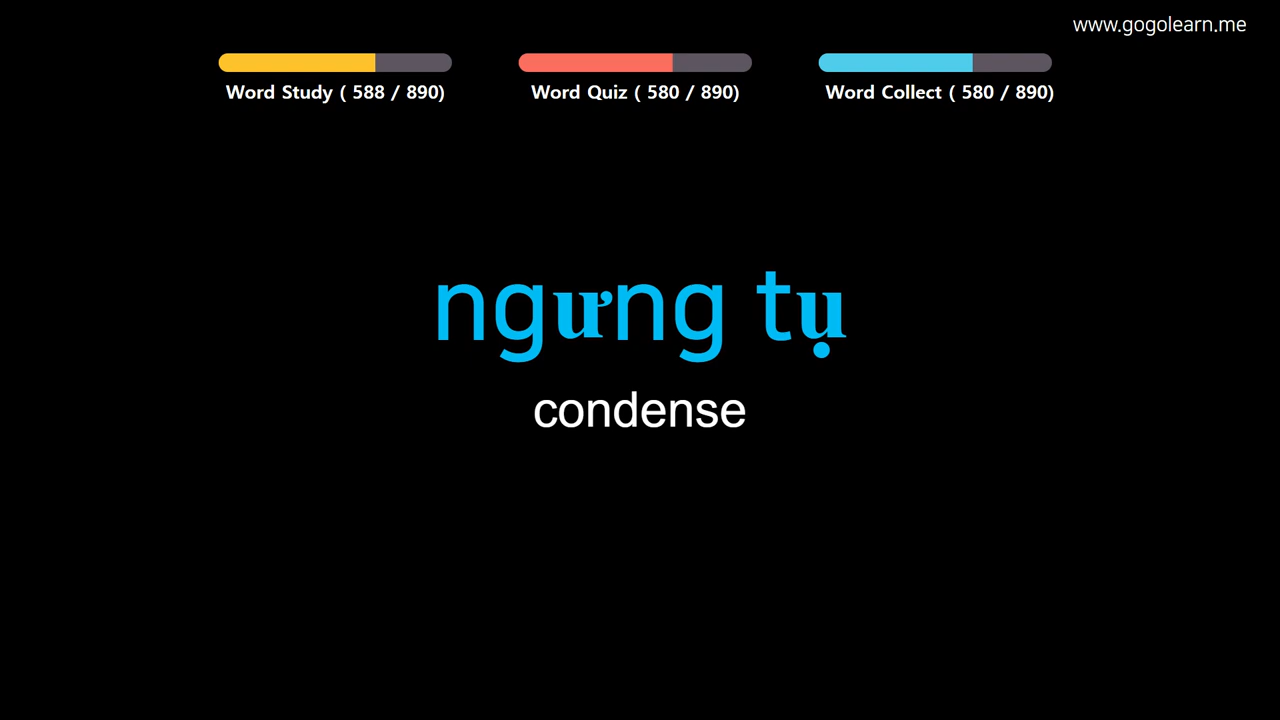 www.gogolearn.me
Word Study ( 588 / 890)
Word Quiz ( 580 / 890)
Word Collect ( 580 / 890)
ngưng tụ
condense